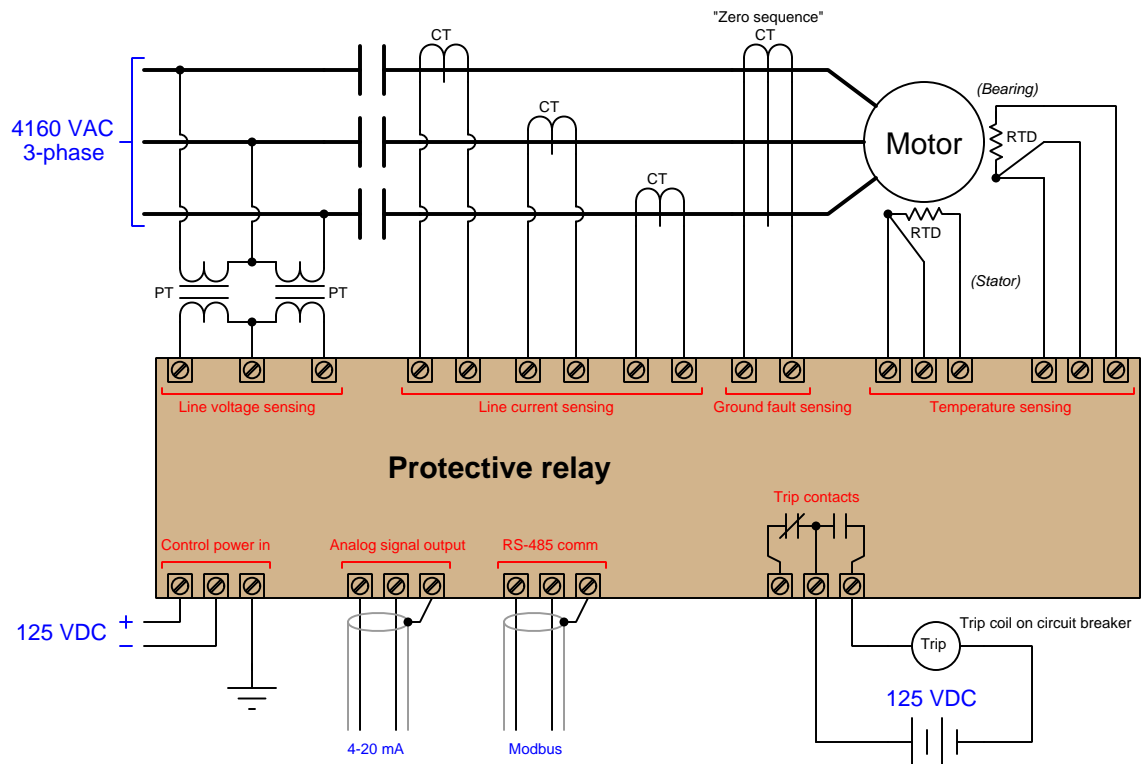 "Zero sequence"
CT
CT
CT
CT
4160 VAC
3-phase
Motor
(Bearing)
RTD
RTD
(Stator)
PT
PT
Line voltage sensing
Line current sensing
Ground fault sensing
Temperature sensing
Protective relay
Trip contacts
Control power in
Analog signal output
RS-485 comm
125 VDC
+
−
Trip coil on circuit breaker
Trip
125 VDC
4-20 mA
Modbus